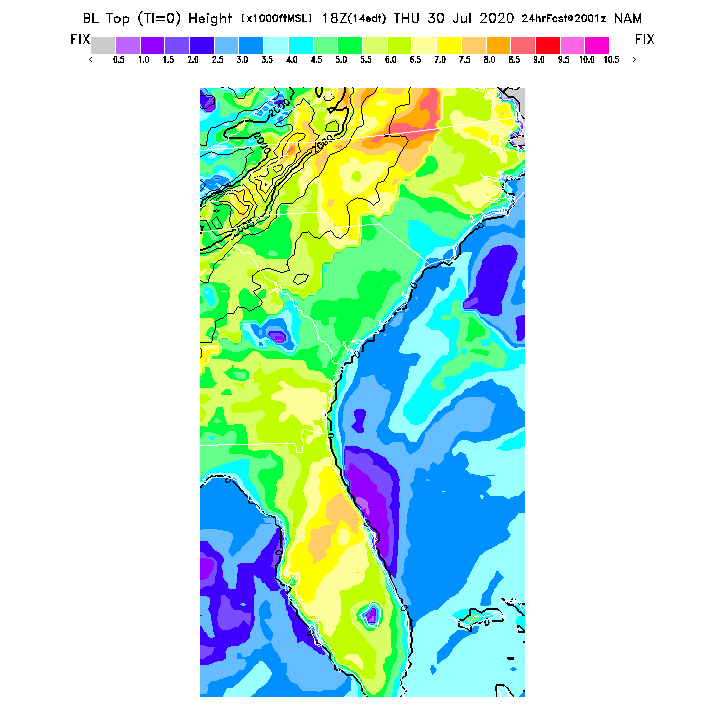 BL Top (TI=0) Height [x1000ftMSL] 18Z(14edt) THU 30 Jul 2020 24hrFcst@2001z NAM
FIX FIX
< 0.5 1.0 1.5 2.0 2.5 3.0 3.5 4.0 4.5 5.0 5.5 6.0 6.5 7.0 7.5 8.0 8.5 9.0 9.5 10.0 10.5 >
2000
2000
2000